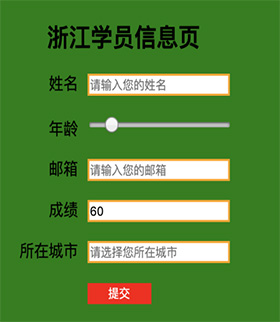 浙江学员信息页
姓名 请输入您的姓名
年龄
邮箱 请输入您的邮箱
成绩 60
所在城市 请选择您所在城市
提交